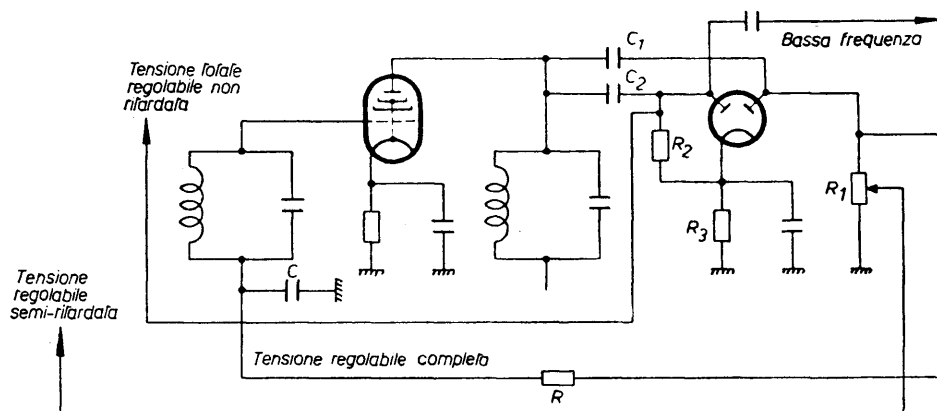 Tensione totale
regolabile non
ritardata
C1
C2
Bassa frequenza
R2
R1
R3
C
Tensione
regolabile
semi-ritardata
Tensione regolabile completa
R